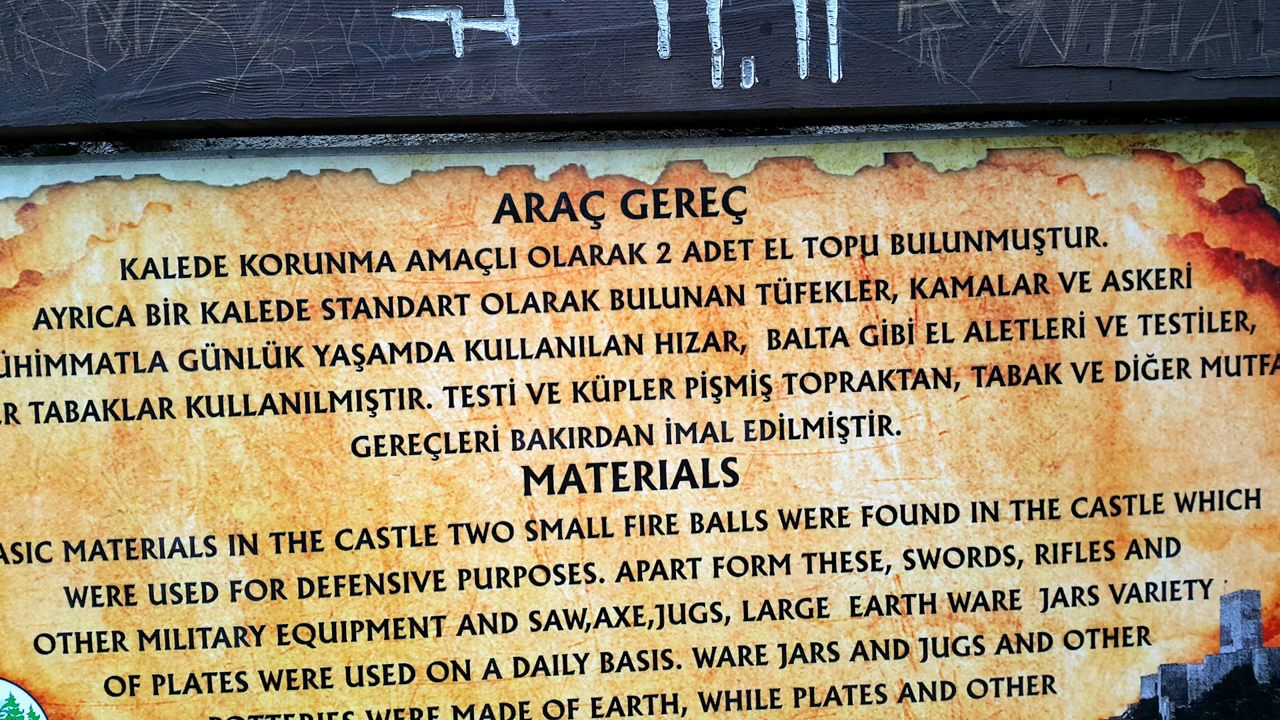 ARAÇ GEREÇ
KALEDE KORUNMA AMAÇLI OLARAK 2 ADET EL TOPU BULUNMUŞTUR.
AYRICA BİR KALEDE STANDART OLARAK BULUNAN TÜFEKLER, KAMALAR VE ASKERİ
ÜHİMMATLA GÜNLÜK YAŞAMDA KULLANILAN HIZAR, BALTA GİBİ EL ALETLERİ VE TESTİLER,
ER TABAKLAR KULLANILMIŞTIR. TESTİ VE KÜPLER PİŞMİŞ TOPRAKTAN, TABAK VE DİĞER MUTFA
GEREÇLERİ BAKIRDAN İMAL EDİLMİŞTİR.
MATERIALS
ASIC MATERIALS IN THE CASTLE TWO SMALL FIRE BALLS WERE FOUND IN THE CASTLE WHICH
WERE USED FOR DEFENSIVE PURPOSES. APART FORM THESE, SWORDS, RIFLES AND
OTHER MILITARY EQUIPMENT AND SAW,AXE,JUGS, LARGE EARTH WARE JARS VARIETY
OF PLATES WERE USED ON A DAILY BASIS. WARE JARS AND JUGS AND OTHER
POTTERIES WERE MADE OF EARTH, WHILE PLATES AND OTHER